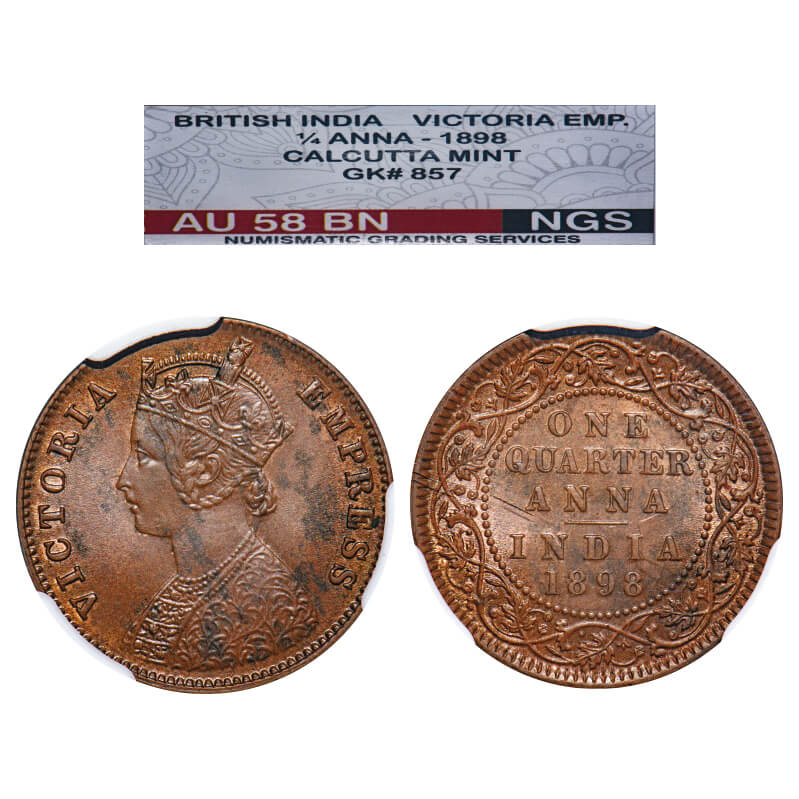 BRITISH INDIA VICTORIA EMP.
¼ ANNA - 1898
CALCUTTA MINT
GK# 857
AU 58 BN NGS
NUMISMATIC GRADING SERVICES
VICTORIA EMPRESS
ONE
QUARTER
ANNA
INDIA
1898